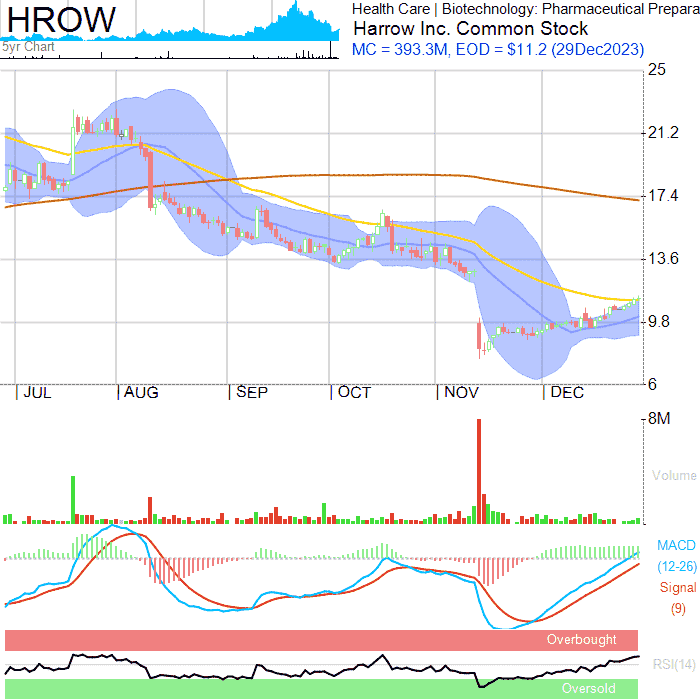 HROW
5yr Chart
Health Care | Biotechnology: Pharmaceutical Prepara
Harrow Inc. Common Stock
MC = 393.3M, EOD = $11.2 (29Dec2023)
25
21.2
17.4
13.6
9.8
6
JUL
AUG
SEP
OCT
NOV
DEC
8M
Volume
MACD
(12-26)
Signal
(9)
Overbought
RSI(14)
Oversold